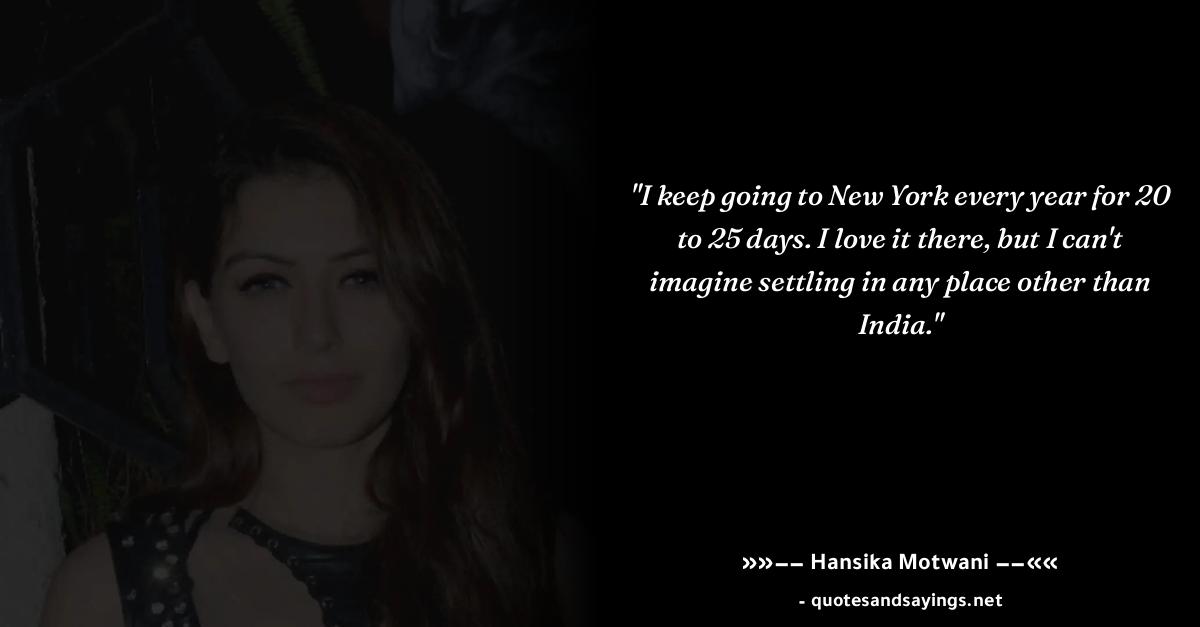 "I keep going to New York every year for 20
to 25 days. I love it there, but I can't
imagine settling in any place other than
India."
»»–– Hansika Motwani ––««
- quotesandsayings.net